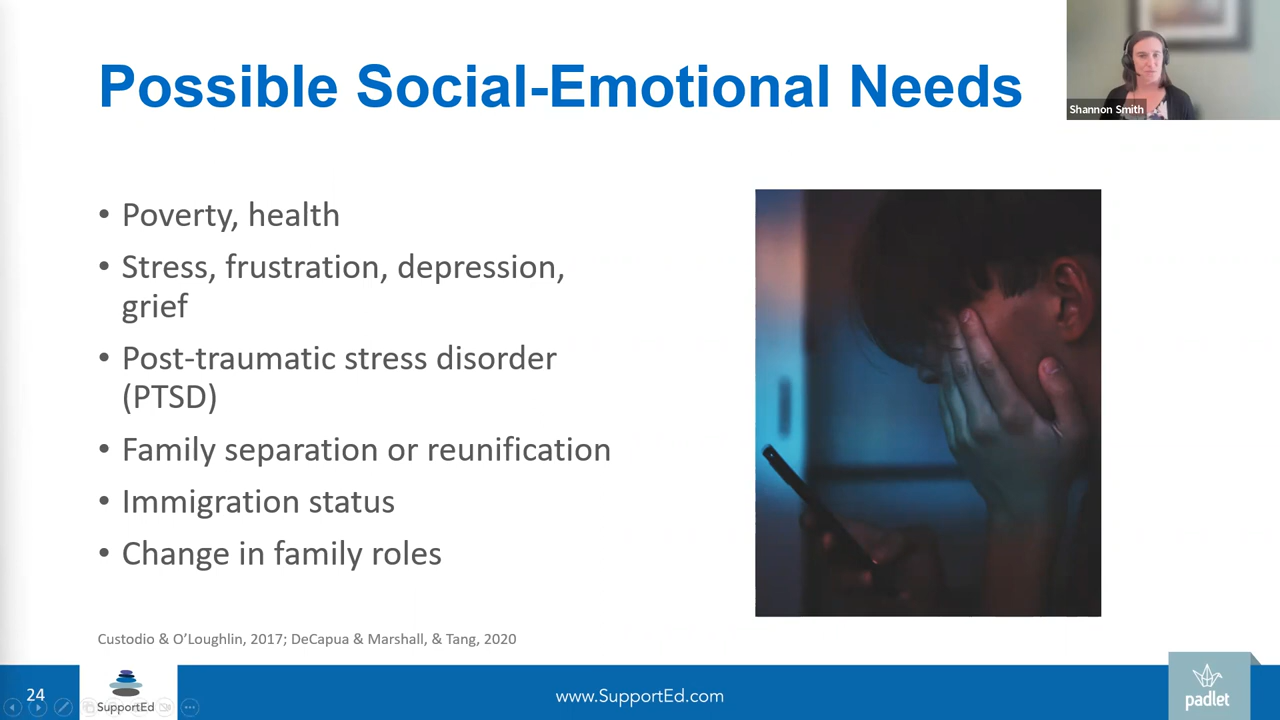 Possible Social-Emotional Needs
Shannon Smith
• Poverty, health
• Stress, frustration, depression,
grief
• Post-traumatic stress disorder
(PTSD)
• Family separation or reunification
• Immigration status
• Change in family roles
Custodio & O’Loughlin, 2017; DeCapua & Marshall, & Tang, 2020
24
SupportEd
www.SupportEd.com
padlet